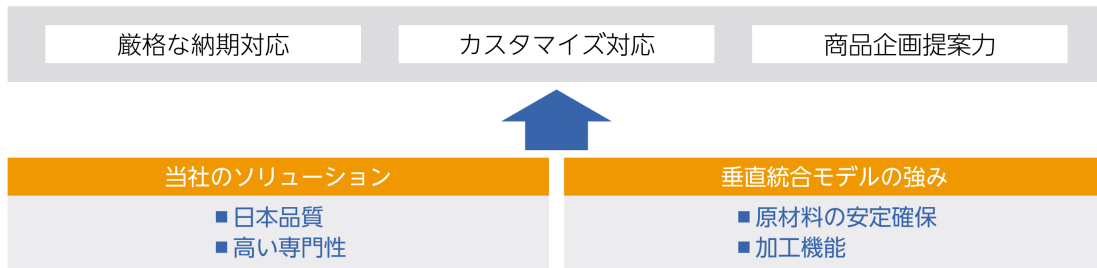 厳格な納期対応 カスタマイズ対応 商品企画提案力
当社のソリューション 垂直統合モデルの強み
■日本品質 ■原材料の安定確保
■高い専門性 ■加工機能